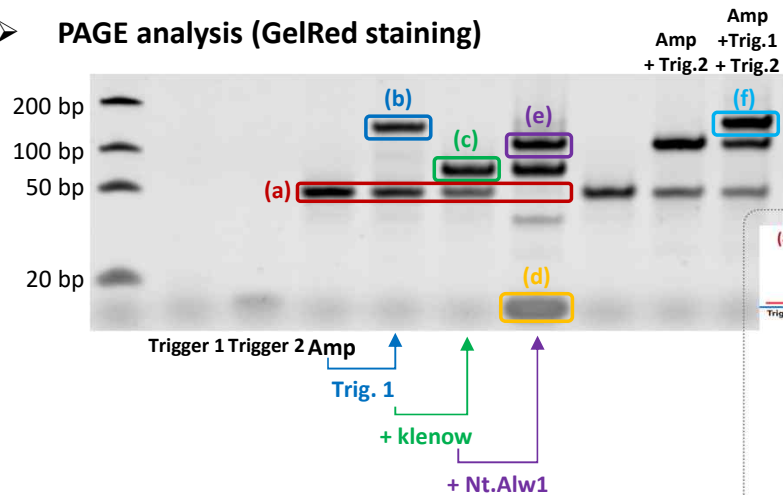 ➢ PAGE analysis (GelRed staining)
Amp
+ Trig.2
Amp
+Trig.1
+ Trig.2
200 bp
100 bp
50 bp
20 bp
(a)
(b)
(c)
(e)
(d)
(f)
(
Trig
Trigger 1 Trigger 2 Amp
Trig. 1
+ klenow
+ Nt.Alw1